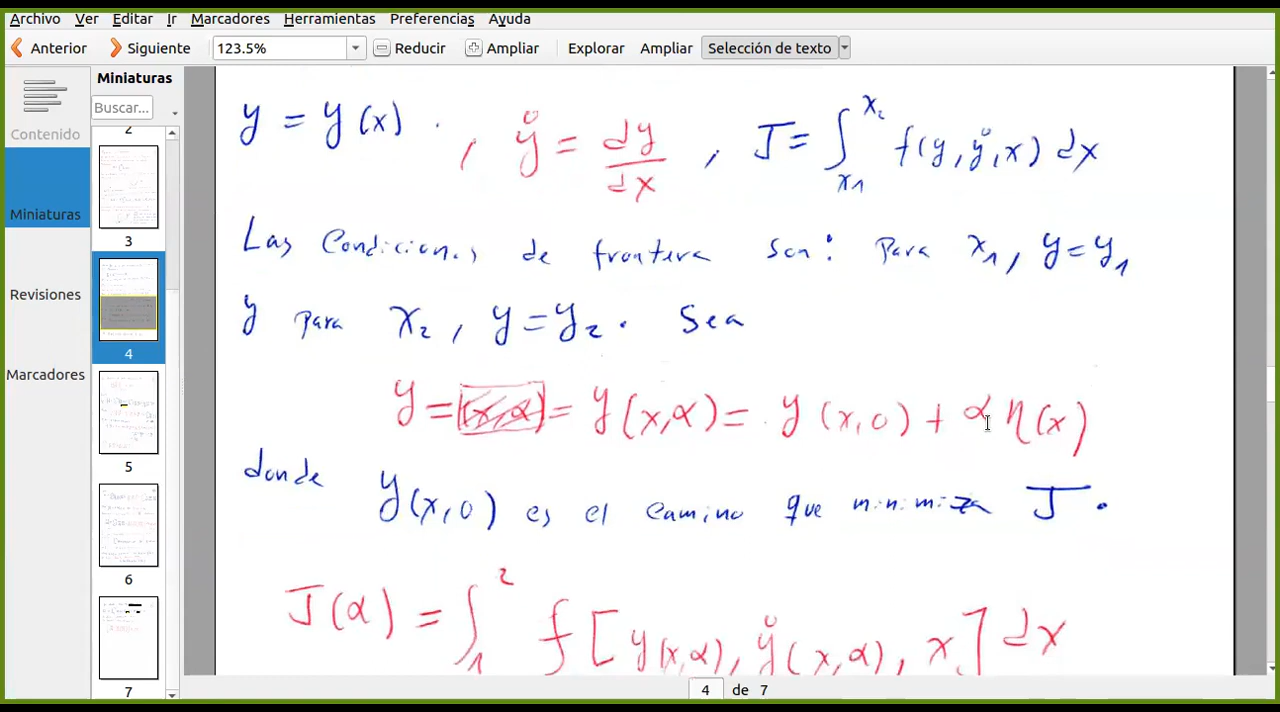 Archivo Ver Editar Ir Marcadores Herramientas Preferencias Ayuda
Anterior Siguiente 123.5% Reducir Ampliar Explorar Ampliar Selección de texto
Miniaturas
Buscar...
Contenido
Miniaturas
Revisiones
Marcadores
2
3
4
5
6
7
y = y(x). , ẏ = dy/dx , J = ∫_{x1}^{x2} f(y, ẏ, x) dx
Las Condiciones de frontera son: Para x1, y = y1
y para x2, y = y2. Sea
y = (x,α) = y(x,α) = y(x,0) + α η(x)
donde y(x,0) es el camino que minimiza J.
J(α) = ∫_1^2 f[y(x,α), ẏ(x,α), x] dx
4 de 7